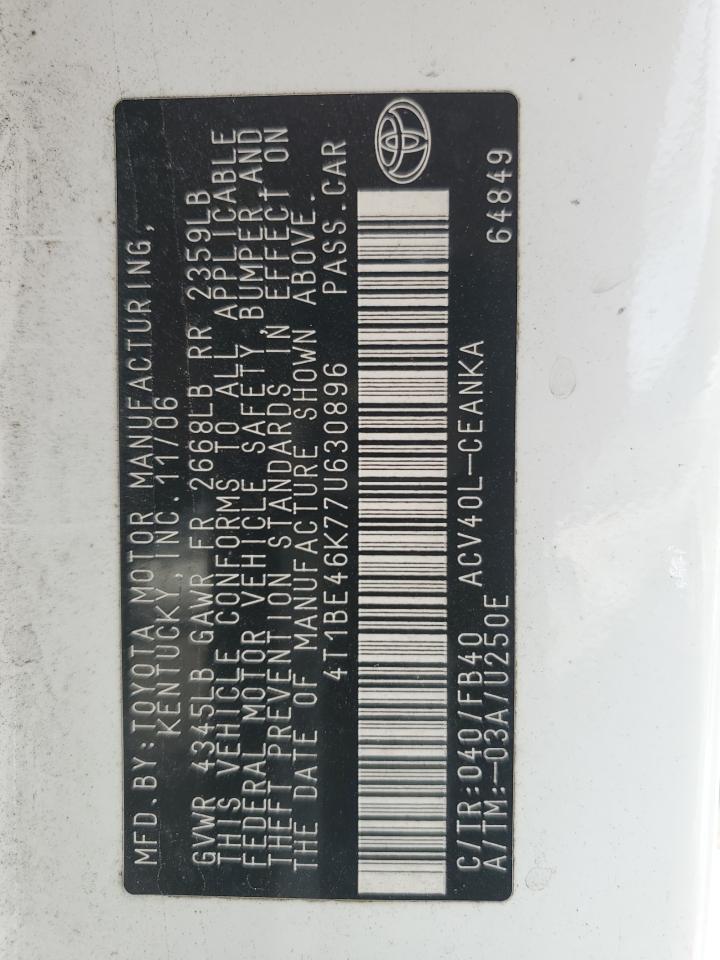 MFD.BY:TOYOTA MOTOR MANUFACTURING,
KENTUCKY, INC.11/06
GVWR 4345LB GAWR FR 2668LB RR 2359LB
THIS VEHICLE CONFORMS TO ALL APPLICABLE
FEDERAL MOTOR VEHICLE SAFETY, BUMPER,AND
THEFT PREVENTION STANDARDS IN EFFECT ON
THE DATE OF MANUFACTURE SHOWN ABOVE.
4T1BE46K77U630896 PASS.CAR
C/TR:040/FB40 ACV40L-CEANKA
A/TM:-03A/U250E 64849